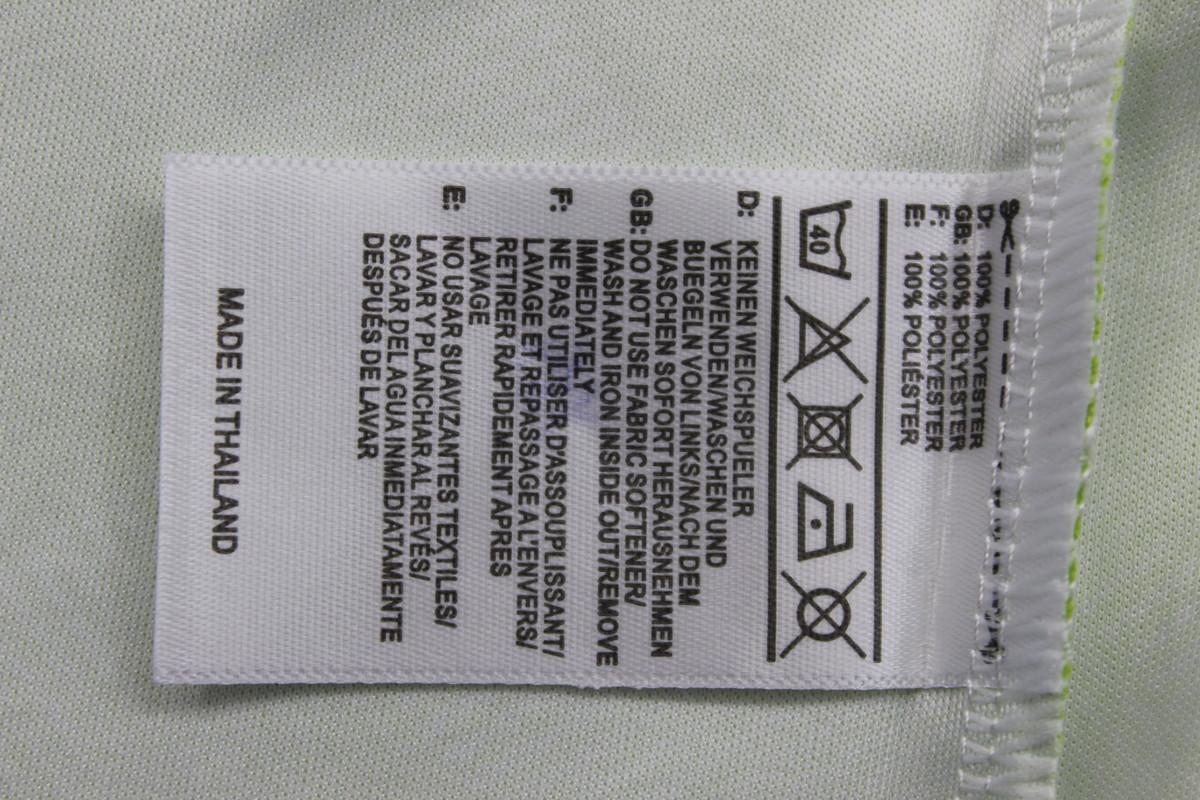 D: 100% POLYESTER
GB: 100% POLYESTER
F: 100% POLYESTER
E: 100% POLIÉSTER
40
D: KEINEN WEICHSPUELER
VERWENDEN/WASCHEN UND
BUEGELN VON LINKS/NACH DEM
WASCHEN SOFORT HERAUSNEHMEN
GB: DO NOT USE FABRIC SOFTENER/
WASH AND IRON INSIDE OUT/REMOVE
IMMEDIATELY
F: NE PAS UTILISER D'ASSOUPLISSANT/
LAVAGE ET REPASSAGE A L'ENVERS/
RETIRER RAPIDEMENT APRES
LAVAGE
E: NO USAR SUAVIZANTES TEXTILES/
LAVAR Y PLANCHAR AL REVÉS/
SACAR DEL AGUA INMEDIATAMENTE
DESPUÉS DE LAVAR
MADE IN THAILAND